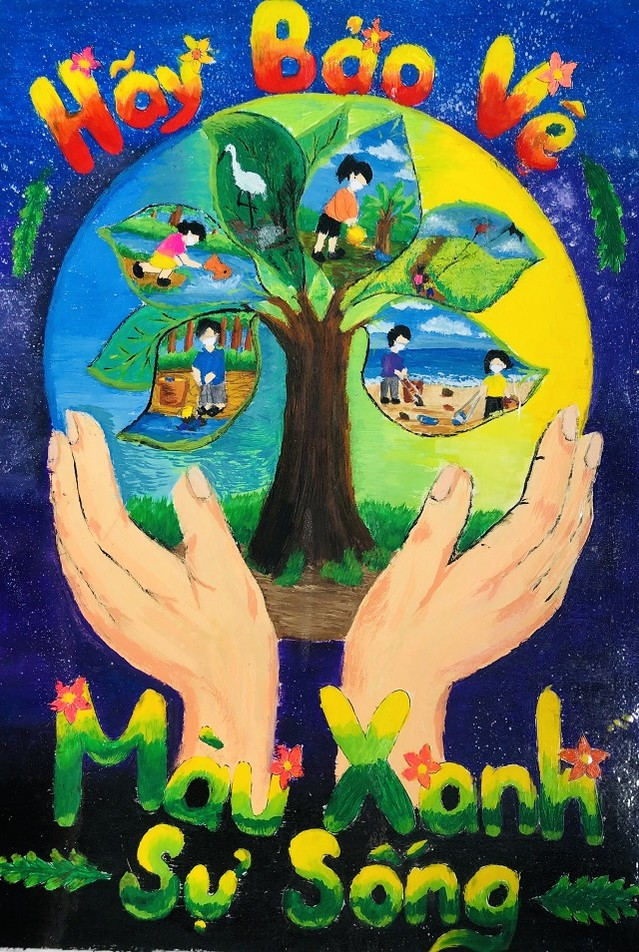 Hãy Bảo Vệ
Màu Xanh
Sự Sống